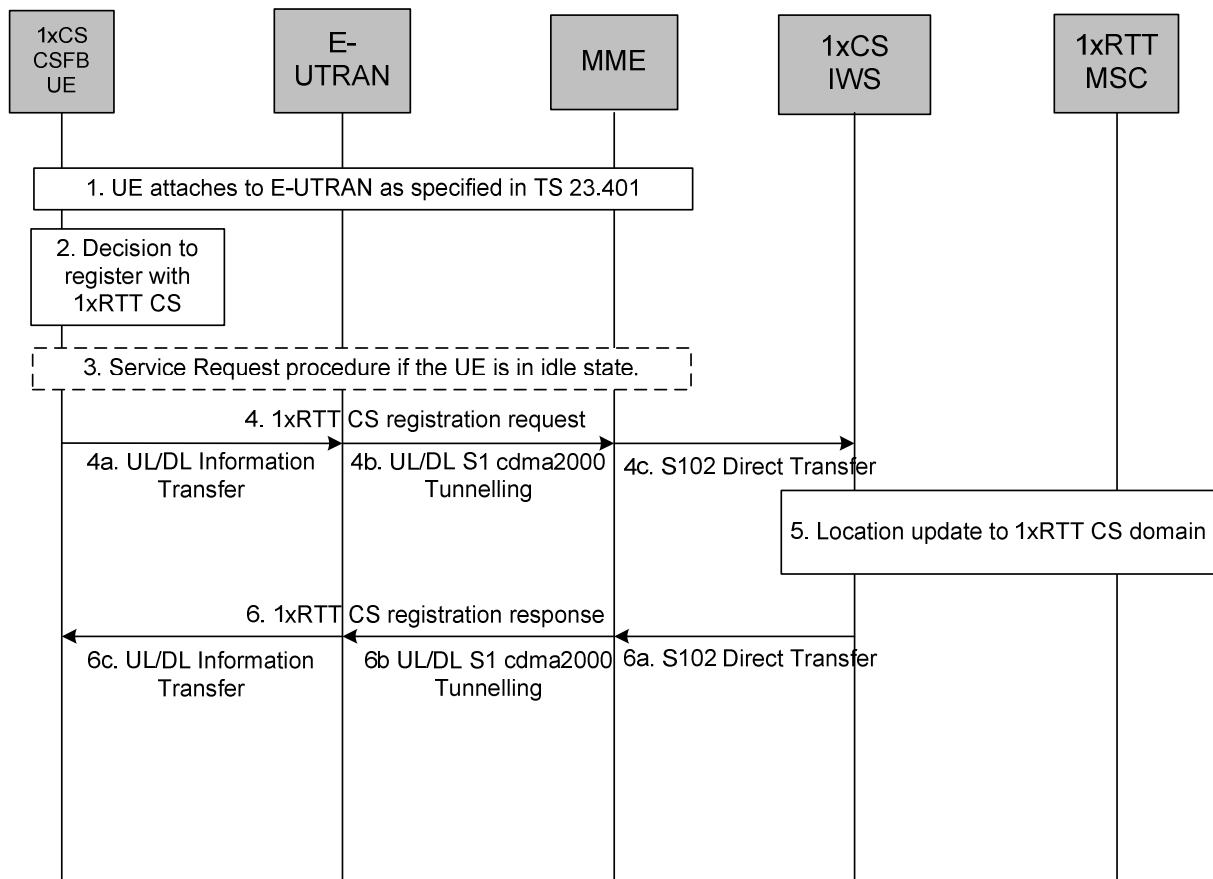 1xCS
CSFB
UE
E-
UTRAN
MME
1xCS
IWS
1xRTT
MSC
1. UE attaches to E-UTRAN as specified in TS 23.401
2. Decision to
register with
1xRTT CS
3. Service Request procedure if the UE is in idle state.
4. 1xRTT CS registration request
4a. UL/DL Information
Transfer
4b. UL/DL S1 cdma2000
Tunnelling
4c. S102 Direct Transfer
5. Location update to 1xRTT CS domain
6. 1xRTT CS registration response
6c. UL/DL Information
Transfer
6b UL/DL S1 cdma2000
Tunnelling
6a. S102 Direct Transfer